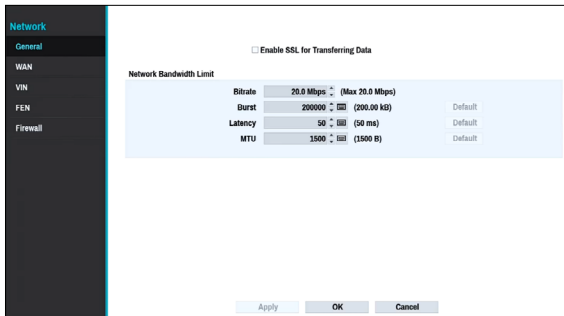 Network
General
WAN
VIN
FEN
Firewall
Enable SSL for Transferring Data
Network Bandwidth Limit
Bitrate 20.0 Mbps (Max 20.0 Mbps)
Burst 200000 (200.00 kB) Default
Latency 50 (50 ms) Default
MTU 1500 (1500 B) Default
Apply OK Cancel